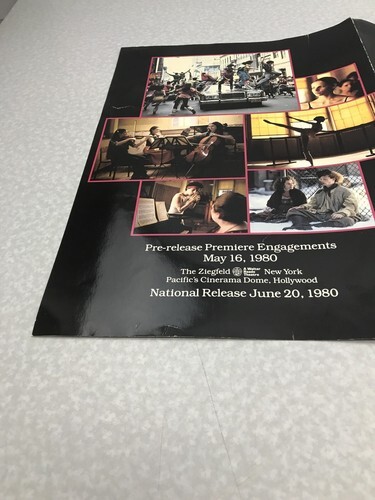 Pre-release Premiere Engagements
May 16, 1980
The Ziegfeld New York
Pacific's Cinerama Dome, Hollywood
National Release June 20, 1980